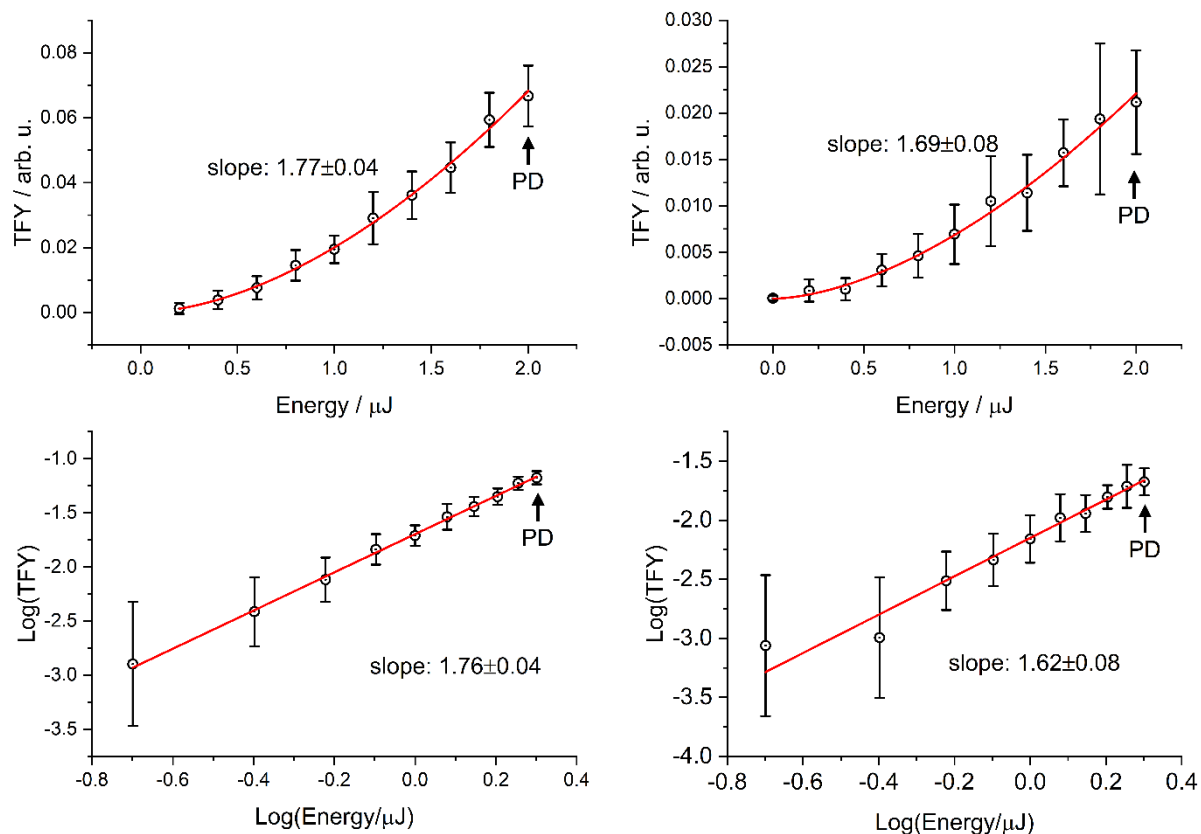 0.08
0.06
0.04
0.02
0.00
TFY / arb. u.
slope: 1.77±0.04
PD
0.0 0.5 1.0 1.5 2.0
Energy / μJ
0.030
0.025
0.020
0.015
0.010
0.005
0.000
-0.005
TFY / arb. u.
slope: 1.69±0.08
PD
0.0 0.5 1.0 1.5 2.0
Energy / μJ
-1.0
-1.5
-2.0
-2.5
-3.0
-3.5
Log(TFY)
PD
slope: 1.76±0.04
-0.8 -0.6 -0.4 -0.2 0.0 0.2 0.4
Log(Energy/μJ)
-1.5
-2.0
-2.5
-3.0
-3.5
-4.0
Log(TFY)
PD
slope: 1.62±0.08
-0.8 -0.6 -0.4 -0.2 0.0 0.2 0.4
Log(Energy/μJ)